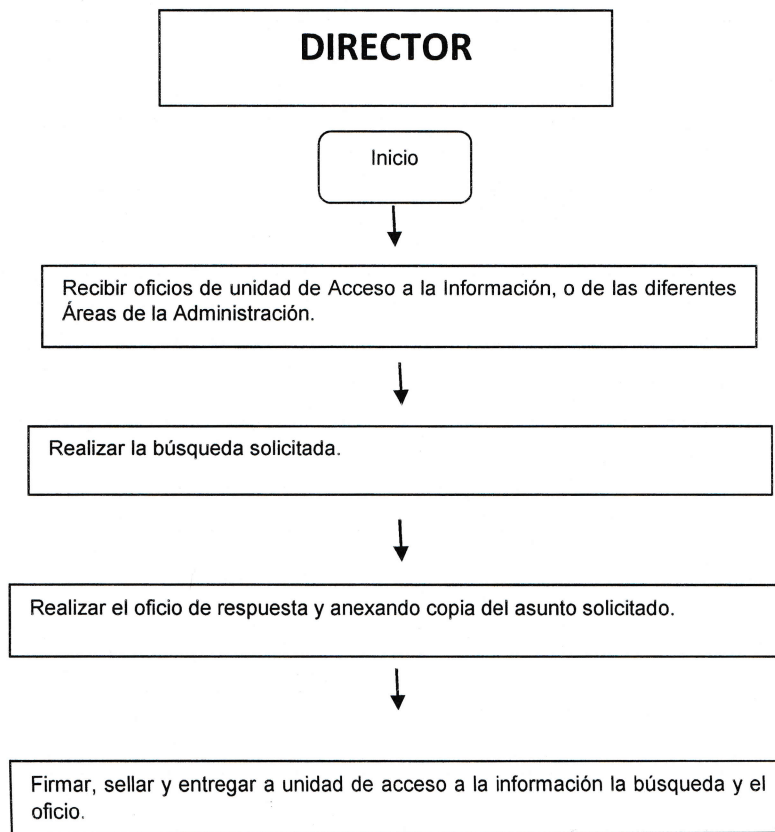 DIRECTOR
Inicio
Recibir oficios de unidad de Acceso a la Información, o de las diferentes
Áreas de la Administración.
Realizar la búsqueda solicitada.
Realizar el oficio de respuesta y anexando copia del asunto solicitado.
Firmar, sellar y entregar a unidad de acceso a la información la búsqueda y el
oficio.